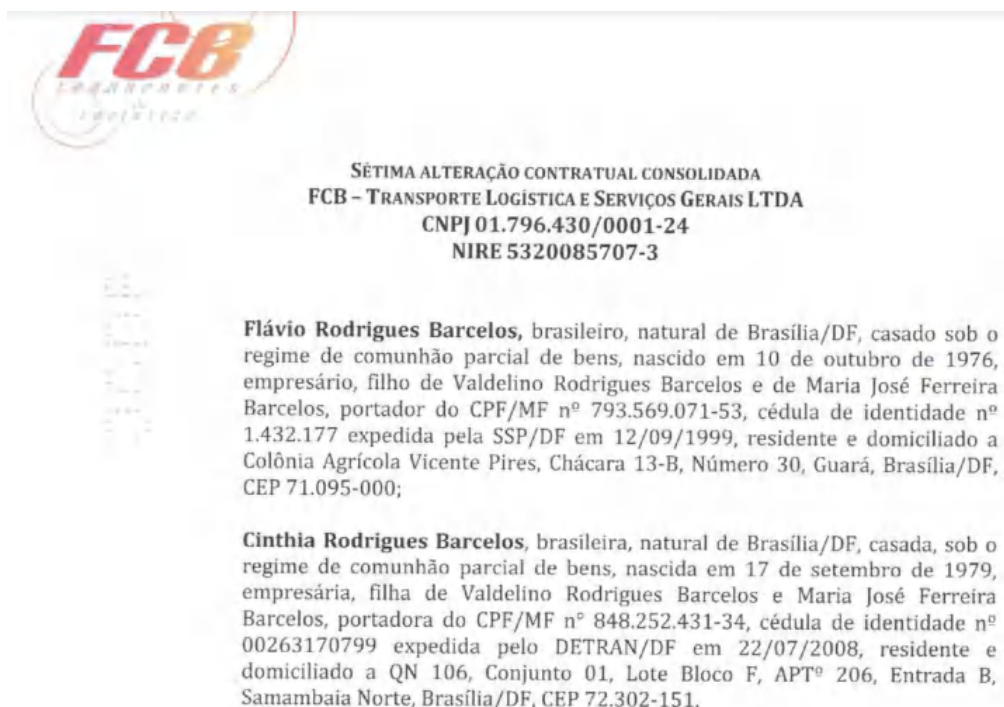 FCB
SÉTIMA ALTERAÇÃO CONTRATUAL CONSOLIDADA
FCB – TRANSPORTE LOGÍSTICA E SERVIÇOS GERAIS LTDA
CNPJ 01.796.430/0001-24
NIRE 5320085707-3
Flávio Rodrigues Barcelos, brasileiro, natural de Brasília/DF, casado sob o
regime de comunhão parcial de bens, nascido em 10 de outubro de 1976,
empresário, filho de Valdelino Rodrigues Barcelos e de Maria José Ferreira
Barcelos, portador do CPF/MF nº 793.569.071-53, cédula de identidade nº
1.432.177 expedida pela SSP/DF em 12/09/1999, residente e domiciliado a
Colônia Agrícola Vicente Pires, Chácara 13-B, Número 30, Guará, Brasília/DF,
CEP 71.095-000;
Cinthia Rodrigues Barcelos, brasileira, natural de Brasília/DF, casada, sob o
regime de comunhão parcial de bens, nascida em 17 de setembro de 1979,
empresária, filha de Valdelino Rodrigues Barcelos e Maria José Ferreira
Barcelos, portadora do CPF/MF n° 848.252.431-34, cédula de identidade nº
00263170799 expedida pelo DETRAN/DF em 22/07/2008, residente e
domiciliado a QN 106, Conjunto 01, Lote Bloco F, APTº 206, Entrada B,
Samambaia Norte, Brasília/DF, CEP 72.302-151.